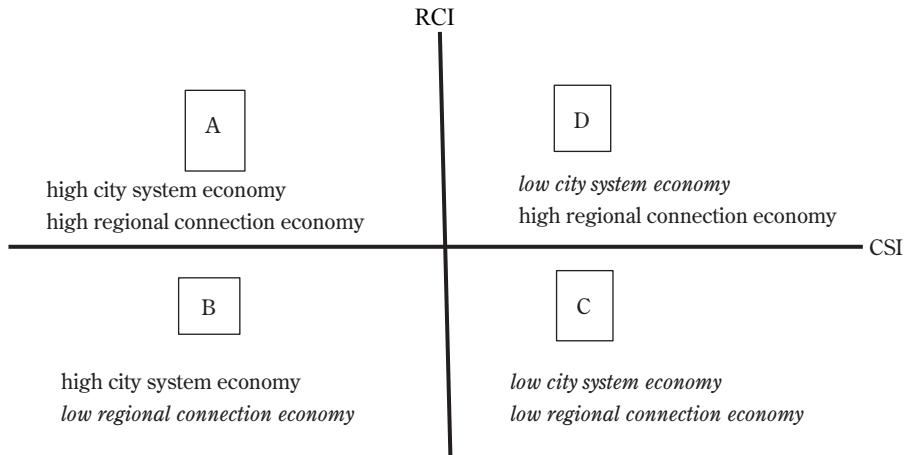 RCI
A
high city system economy
high regional connection economy
D
low city system economy
high regional connection economy
CSI
B
high city system economy
low regional connection economy
C
low city system economy
low regional connection economy